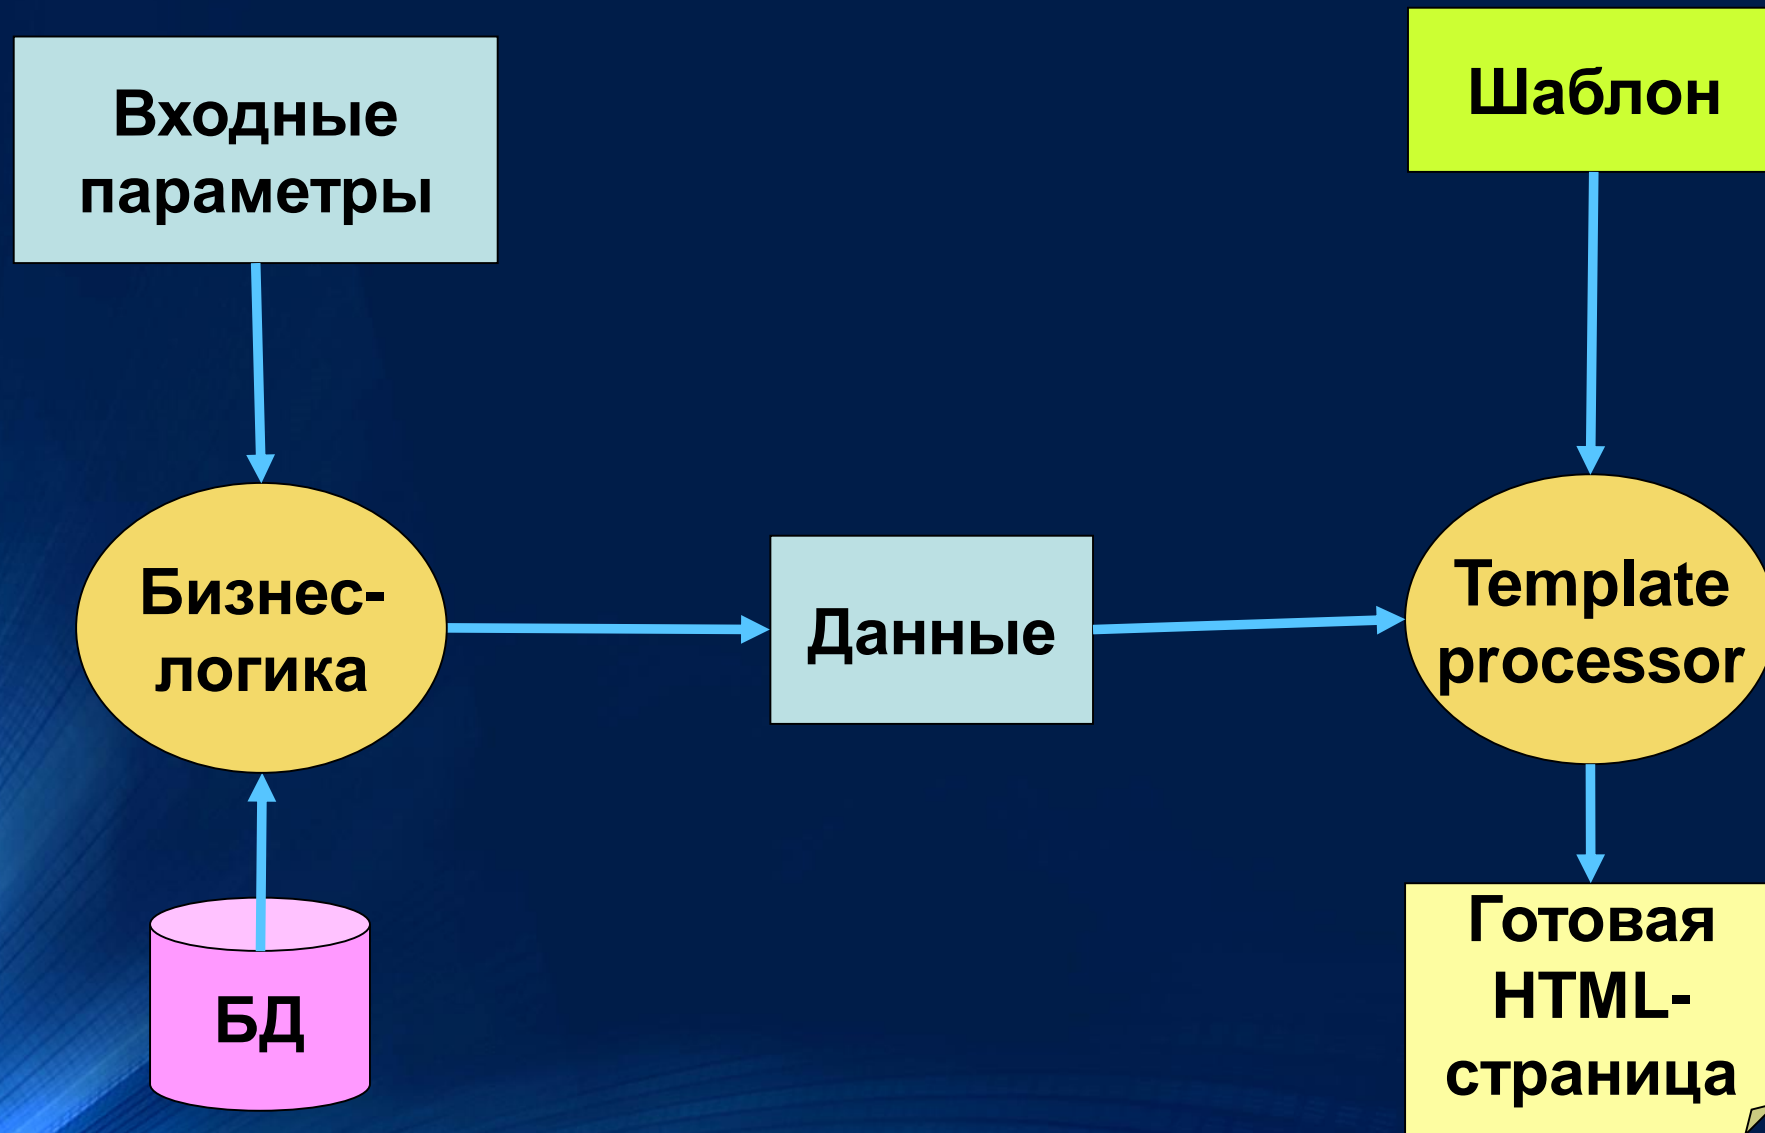 Входные
параметры
Шаблон
Бизнес-
логика
Данные
Template
processor
БД
Готовая
HTML-
страница